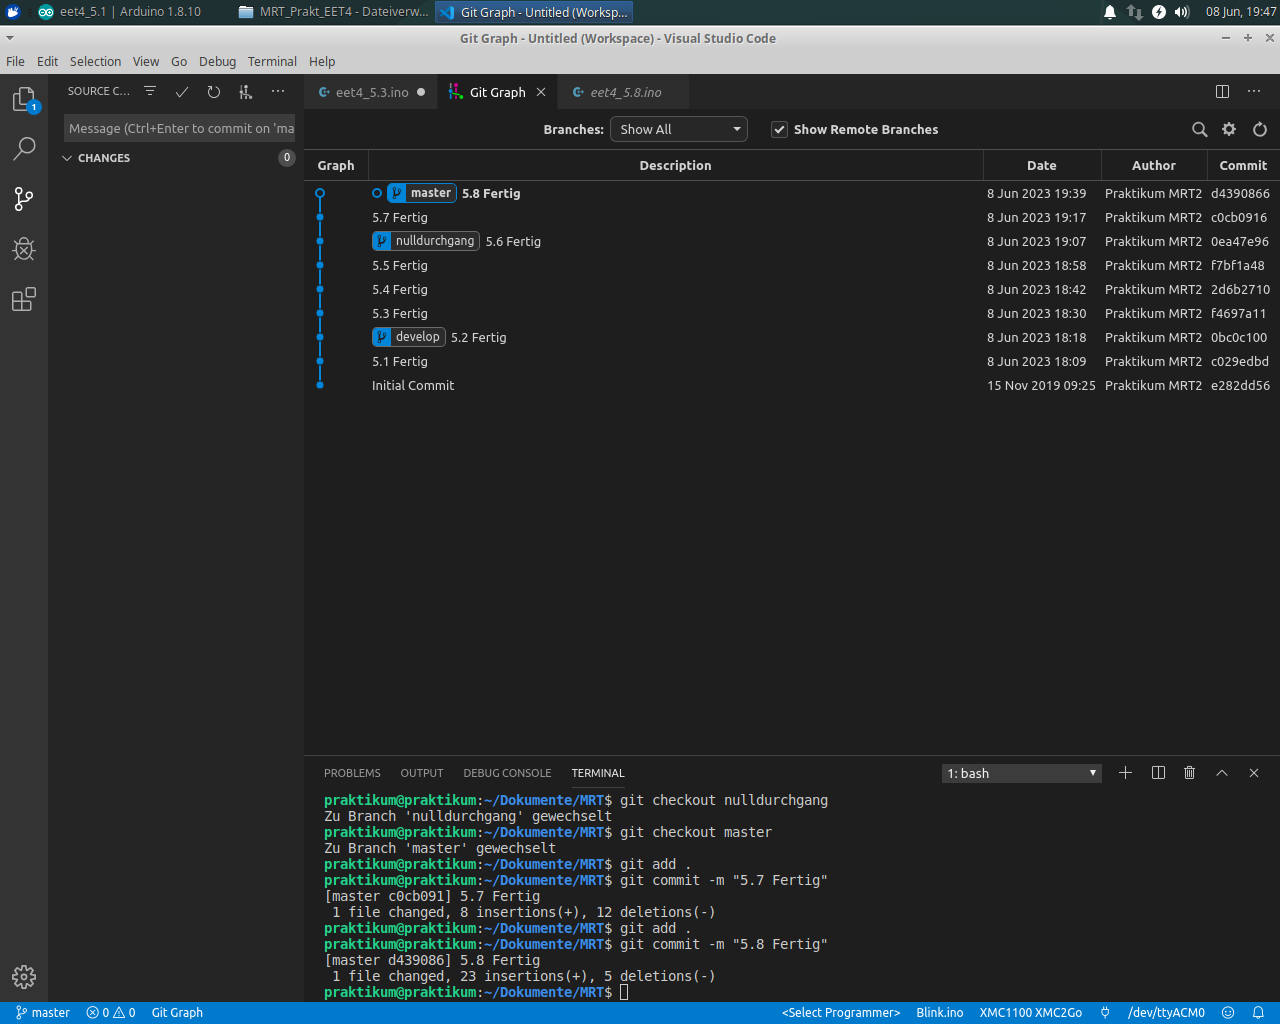 eet4_5.1 | Arduino 1.8.10 MRT_Prakt_EET4 - Dateiverw... Git Graph - Untitled (Worksp... 08 Jun, 19:47
Git Graph - Untitled (Workspace) - Visual Studio Code
File Edit Selection View Go Debug Terminal Help
SOURCE C... eet4_5.3.ino Git Graph eet4_5.8.ino
1
Message (Ctrl+Enter to commit on 'ma
CHANGES 0
Branches: Show All Show Remote Branches
Graph Description Date Author Commit
master 5.8 Fertig 8 Jun 2023 19:39 Praktikum MRT2 d4390866
5.7 Fertig 8 Jun 2023 19:17 Praktikum MRT2 c0cb0916
nulldurchgang 5.6 Fertig 8 Jun 2023 19:07 Praktikum MRT2 0ea47e96
5.5 Fertig 8 Jun 2023 18:58 Praktikum MRT2 f7bf1a48
5.4 Fertig 8 Jun 2023 18:42 Praktikum MRT2 2d6b2710
5.3 Fertig 8 Jun 2023 18:30 Praktikum MRT2 f4697a11
develop 5.2 Fertig 8 Jun 2023 18:18 Praktikum MRT2 0bc0c100
5.1 Fertig 8 Jun 2023 18:09 Praktikum MRT2 c029edbd
Initial Commit 15 Nov 2019 09:25 Praktikum MRT2 e282dd56
PROBLEMS OUTPUT DEBUG CONSOLE TERMINAL 1: bash
praktikum@praktikum:~/Dokumente/MRT$ git checkout nulldurchgang
Zu Branch 'nulldurchgang' gewechselt
praktikum@praktikum:~/Dokumente/MRT$ git checkout master
Zu Branch 'master' gewechselt
praktikum@praktikum:~/Dokumente/MRT$ git add .
praktikum@praktikum:~/Dokumente/MRT$ git commit -m "5.7 Fertig"
[master c0cb091] 5.7 Fertig
1 file changed, 8 insertions(+), 12 deletions(-)
praktikum@praktikum:~/Dokumente/MRT$ git add .
praktikum@praktikum:~/Dokumente/MRT$ git commit -m "5.8 Fertig"
[master d439086] 5.8 Fertig
1 file changed, 23 insertions(+), 5 deletions(-)
praktikum@praktikum:~/Dokumente/MRT$
master 0 0 Git Graph <Select Programmer> Blink.ino XMC1100 XMC2Go /dev/ttyACM0